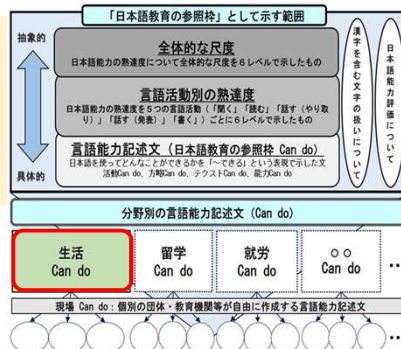 「日本語教育の参照枠」として示す範囲
抽象的
具体的
全体的な尺度
日本語能力の熟達度について全体的な尺度を6レベルで示したもの
言語活動別の熟達度
日本語能力の熟達度を5つの言語活動(「聞く」「読む」「話す(やり取
り)」「話す(発表)」「書く」)ごとに6レベルで示したもの
言語能力記述文(日本語教育の参照枠 Can do)
日本語を使ってどんなことができるかを「~できる」という表現で示した文
活動Can do、方略Can do、テクストCan do、能力Can do
漢字を含む文字の扱いについて
日本語能力評価について
分野別の言語能力記述文(Can do)
生活
Can do
留学
Can do
就労
Can do
○○
Can do
…
現場 Can do:個別の団体・教育機関等が自由に作成する言語能力記述文
…